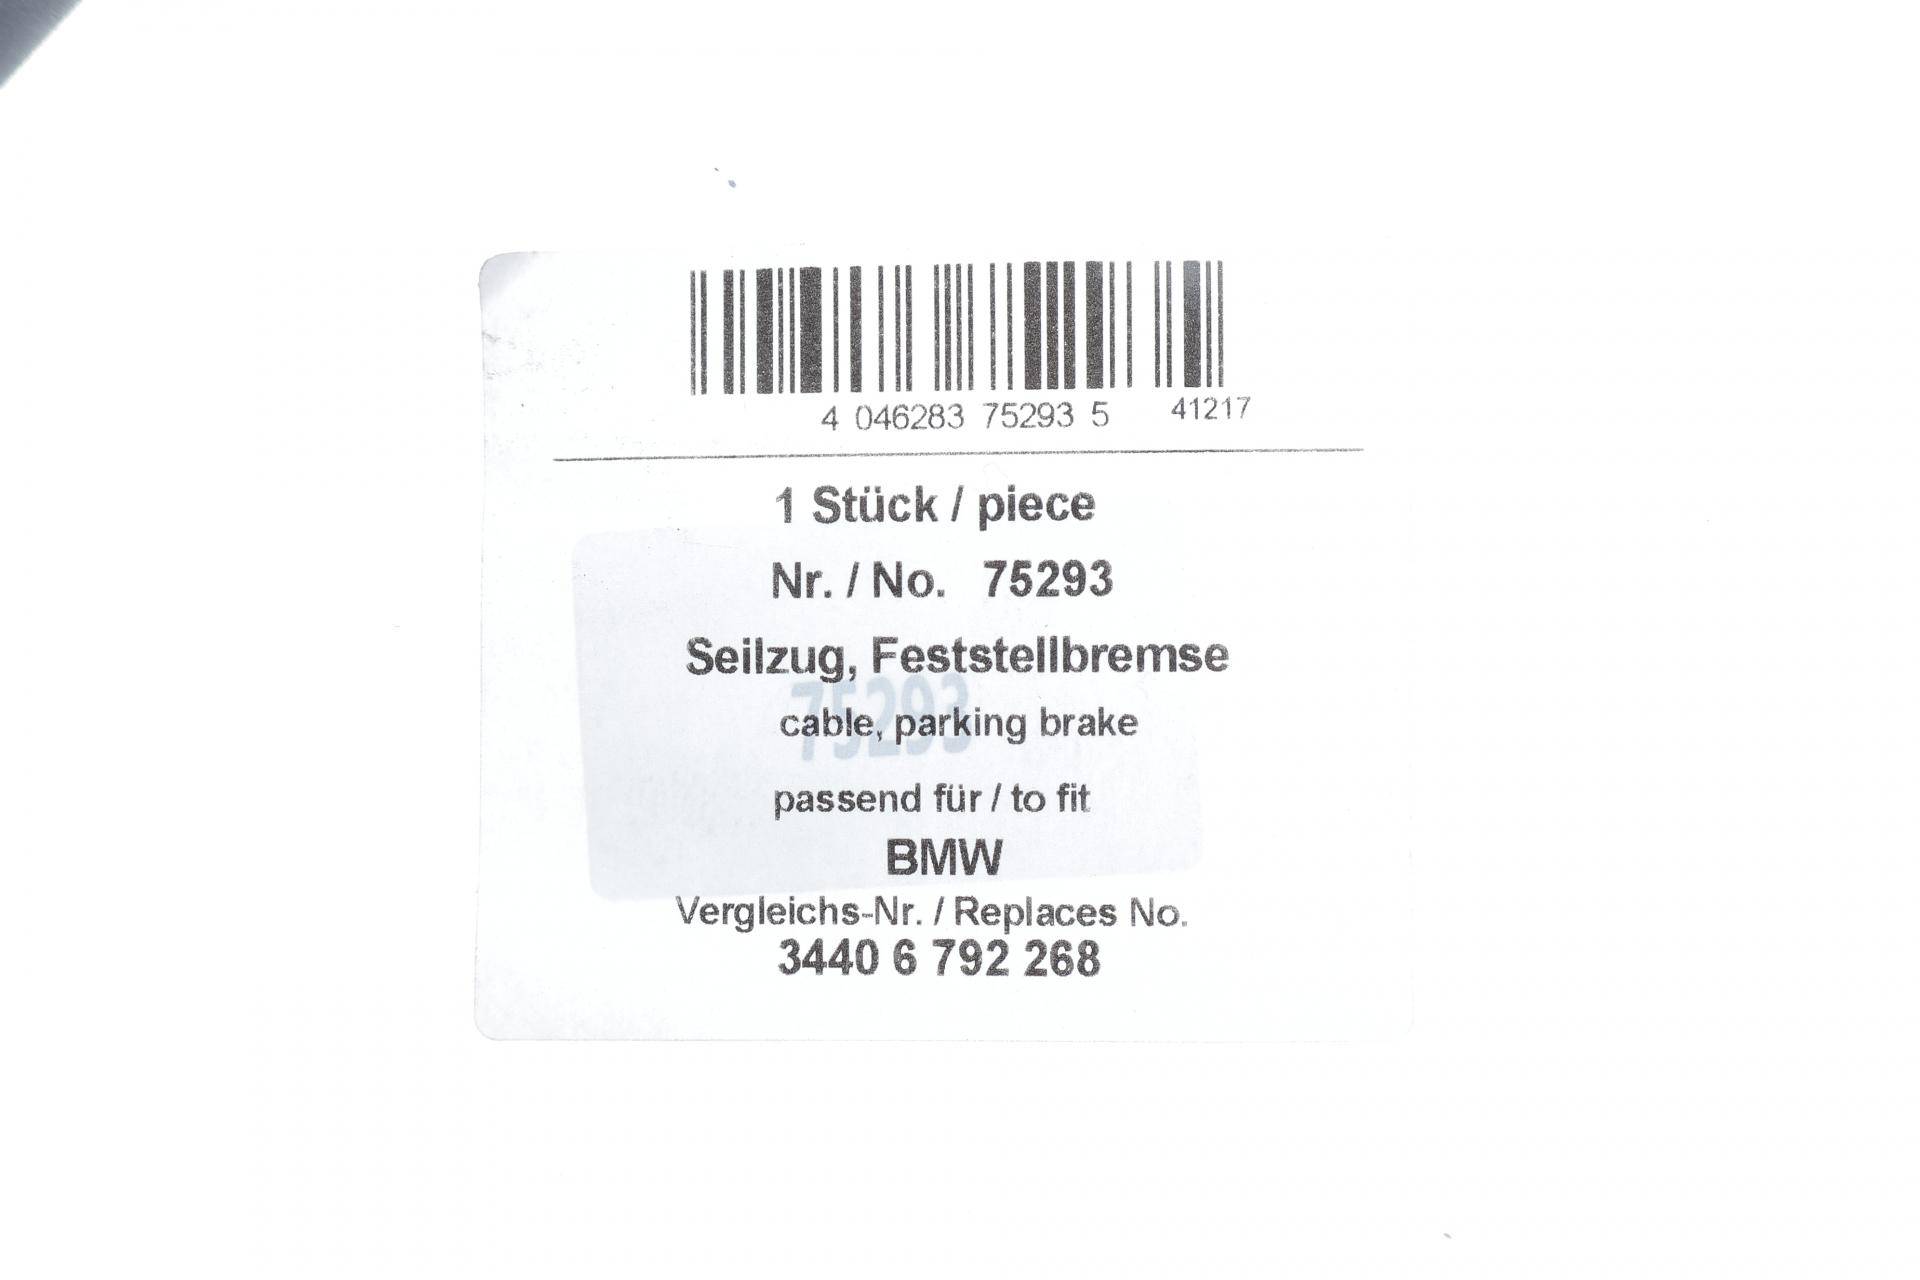 4 046283 75293 5 41217
1 Stück / piece
Nr. / No. 75293
Seilzug, Feststellbremse
75293
cable, parking brake
passend für / to fit
BMW
Vergleichs-Nr. / Replaces No.
3440 6 792 268